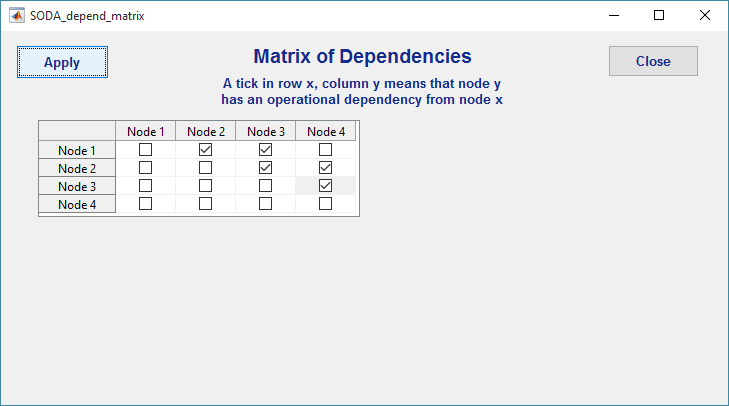 SODA_depend_matrix
Apply
Matrix of Dependencies
Close
A tick in row x, column y means that node y
has an operational dependency from node x
Node 1 Node 2 Node 3 Node 4
Node 1
Node 2
Node 3
Node 4